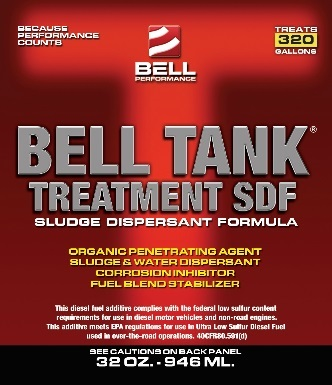 BECAUSE
PERFORMANCE
COUNTS
BELL
PERFORMANCE
TREATS
320
GALLONS
BELL TANK®
TREATMENT SDF
SLUDGE DISPERSANT FORMULA
ORGANIC PENETRATING AGENT
SLUDGE & WATER DISPERSANT
CORROSION INHIBITOR
FUEL BLEND STABILIZER
This diesel fuel additive complies with the federal low sulfur content
requirements for use in diesel motor vehicles and non-road engines.
This additive meets EPA regulations for use in Ultra Low Sulfur Diesel Fuel
used in over-the-road operations. 40CFR80.591(d)
SEE CAUTIONS ON BACK PANEL
32 OZ. - 946 ML.